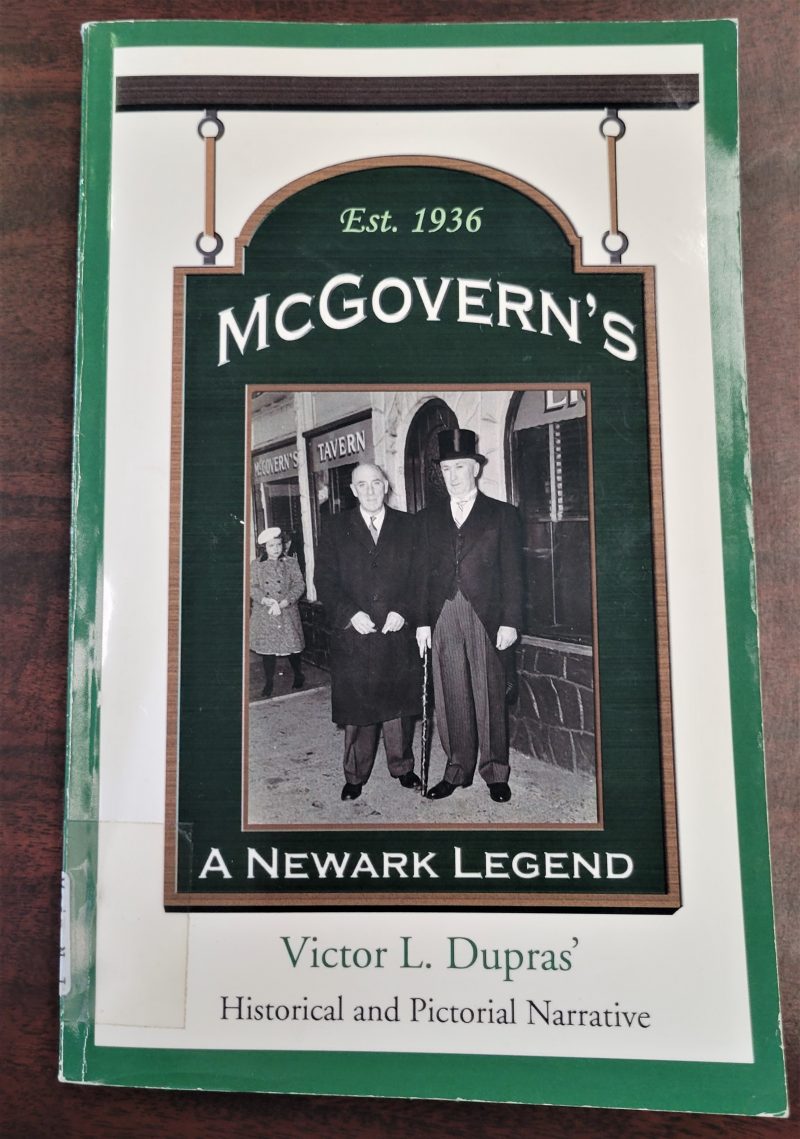 Est. 1936
McGovern's
McGOVERN'S
TAVERN
A Newark Legend
Victor L. Dupras'
Historical and Pictorial Narrative